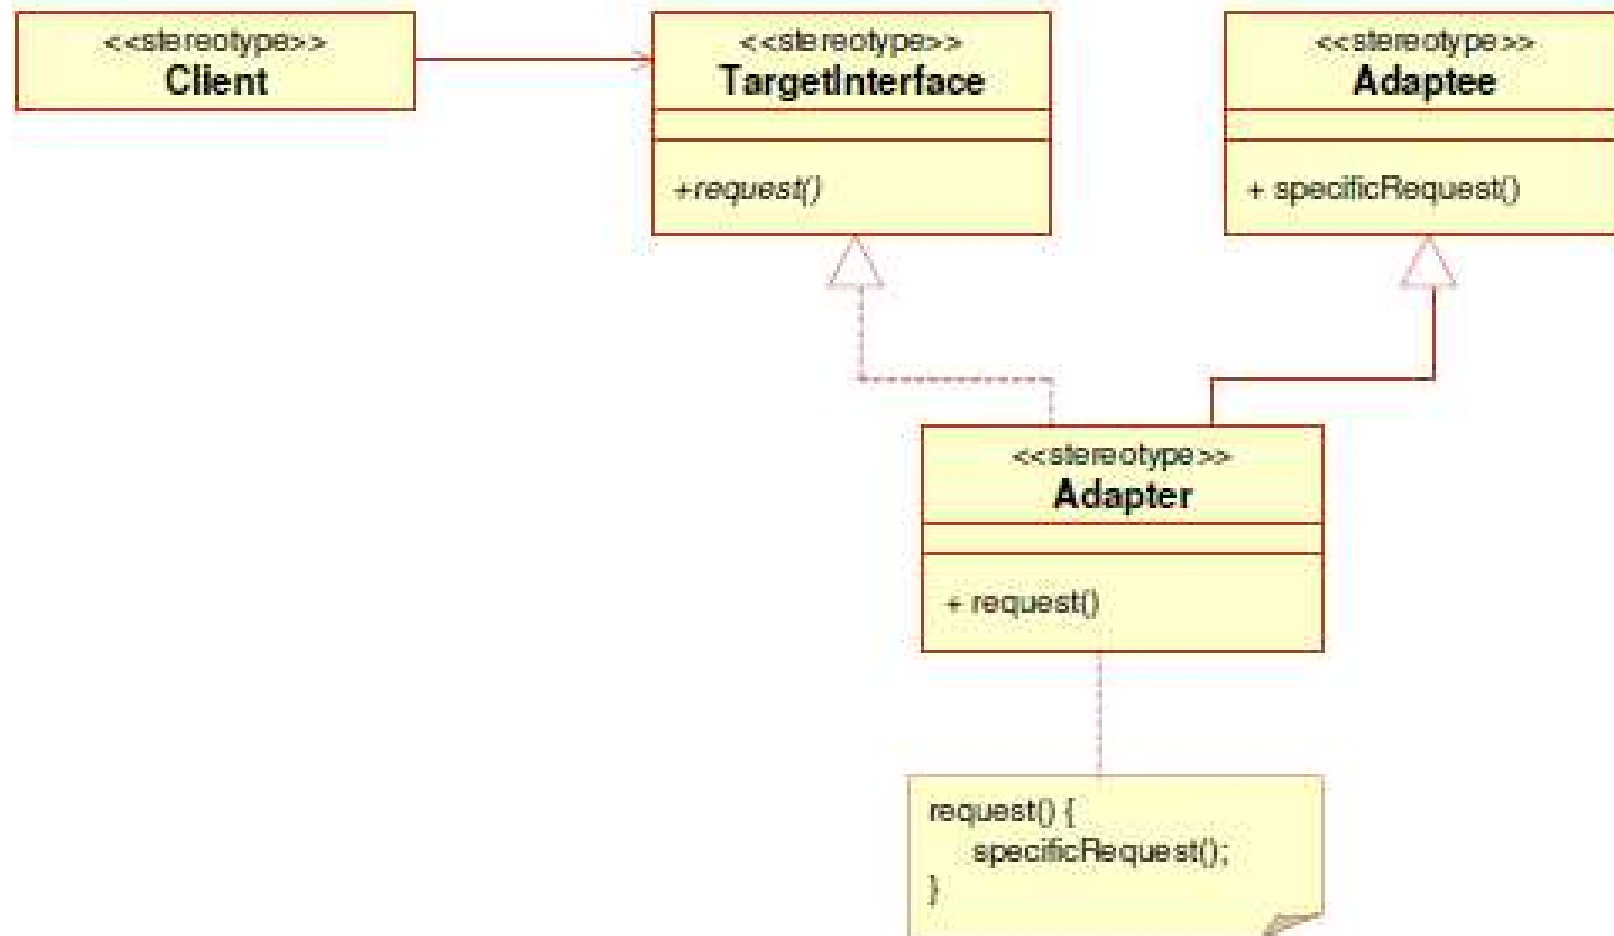 <<stereotype>>
Client
<<stereotype>>
TargetInterface
+request()
<<stereotype>>
Adaptee
+ specificRequest()
<<stereotype>>
Adapter
+ request()
request() {
specificRequest();
}